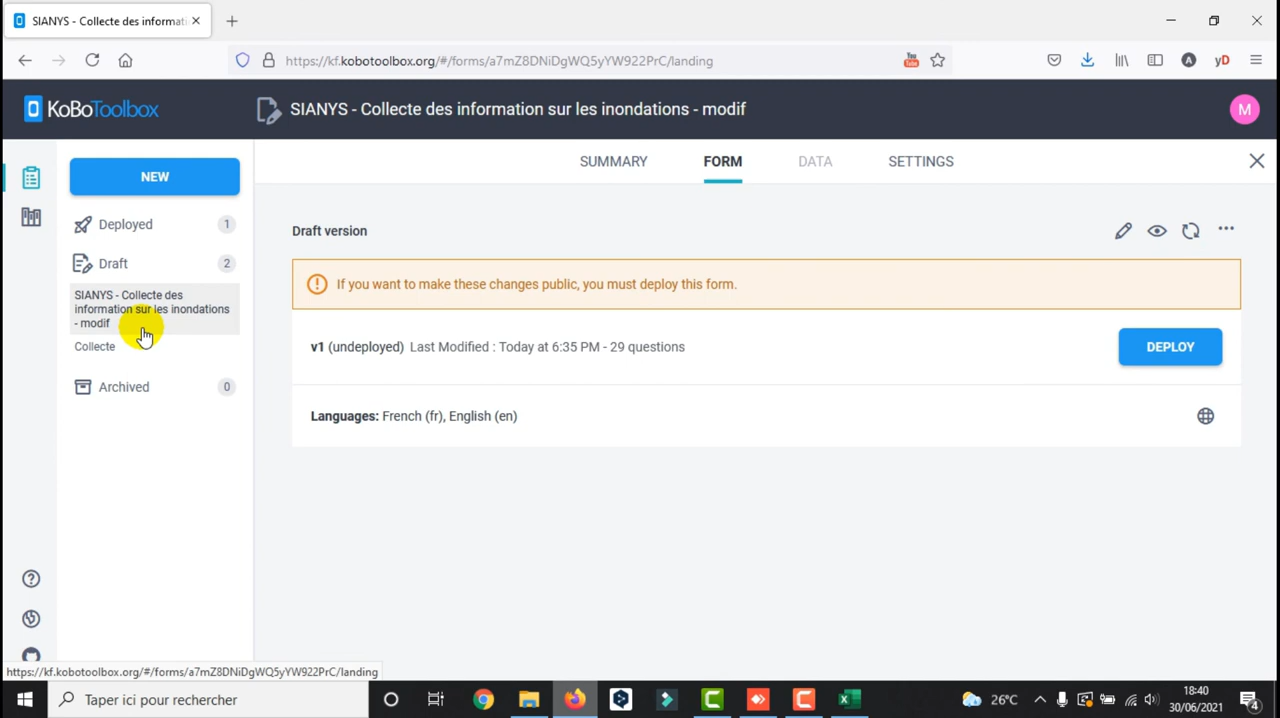 SIANYS - Collecte des informati
https://kf.kobotoolbox.org/#/forms/a7mZ8DNiDgWQ5yYW922PrC/landing
You Tube
A
yD
KoBoToolbox
SIANYS - Collecte des information sur les inondations - modif
M
NEW
SUMMARY
FORM
DATA
SETTINGS
Deployed
1
Draft
2
SIANYS - Collecte des
information sur les inondations
- modif
Collecte
Archived
0
Draft version
If you want to make these changes public, you must deploy this form.
v1 (undeployed) Last Modified : Today at 6:35 PM - 29 questions
DEPLOY
Languages: French (fr), English (en)
https://kf.kobotoolbox.org/#/forms/a7mZ8DNiDgWQ5yYW922PrC/landing
Taper ici pour rechercher
26°C
18:40
30/06/2021
4